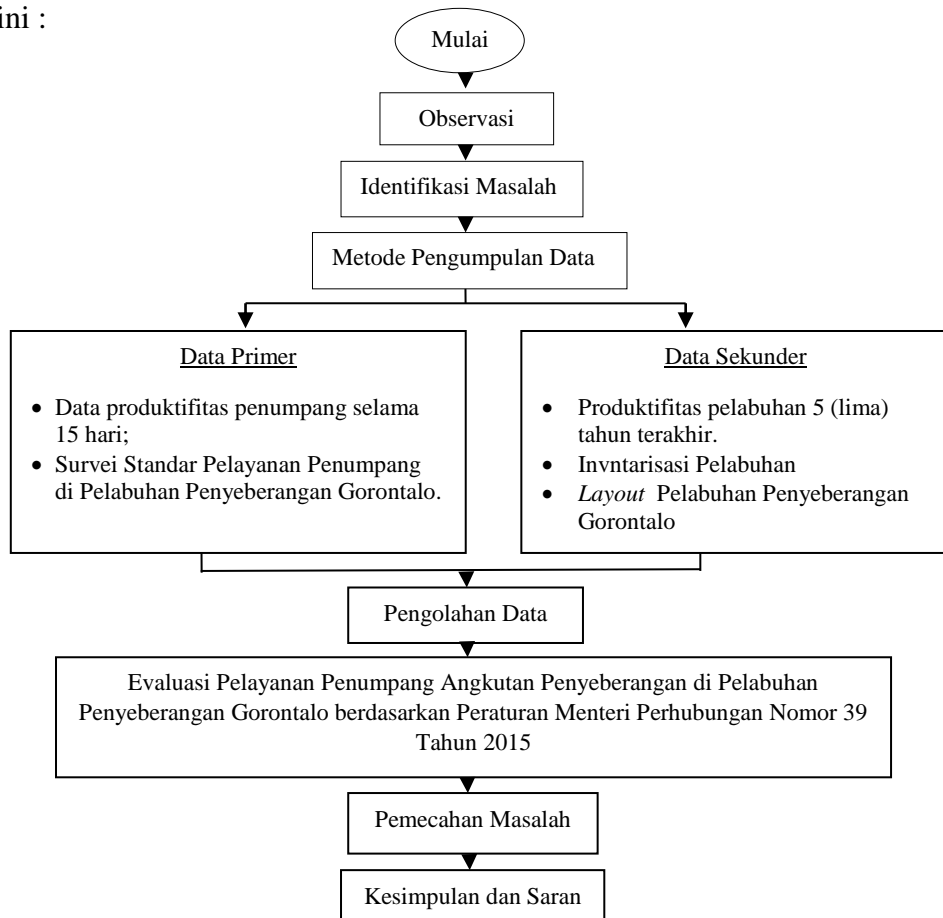 ini :
Mulai
Observasi
Identifikasi Masalah
Metode Pengumpulan Data
Data Primer
• Data produktifitas penumpang selama
15 hari;
• Survei Standar Pelayanan Penumpang
di Pelabuhan Penyeberangan Gorontalo.
Data Sekunder
• Produktifitas pelabuhan 5 (lima)
tahun terakhir.
• Invntarisasi Pelabuhan
• Layout Pelabuhan Penyeberangan
Gorontalo
Pengolahan Data
Evaluasi Pelayanan Penumpang Angkutan Penyeberangan di Pelabuhan
Penyeberangan Gorontalo berdasarkan Peraturan Menteri Perhubungan Nomor 39
Tahun 2015
Pemecahan Masalah
Kesimpulan dan Saran